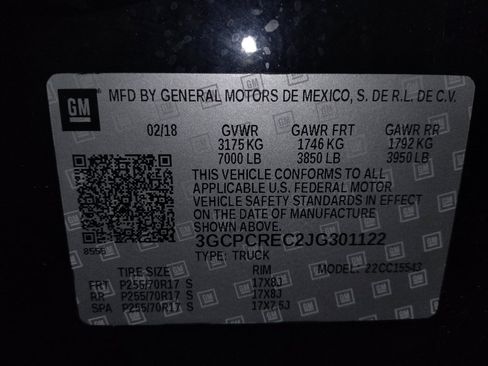 GM MFD BY GENERAL MOTORS DE MEXICO, S. DE R.L. DE C.V.
02/18 GVWR GAWR FRT GAWR RR
3175 KG 1746 KG 1792 KG
7000 LB 3850 LB 3950 LB
THIS VEHICLE CONFORMS TO ALL
APPLICABLE U.S. FEDERAL MOTOR
VEHICLE SAFETY STANDARDS IN EFFECT
ON THE DATE OF MANUFACTURE
SHOWN ABOVE.
8556 3GCPCREC2JG301122
TYPE: TRUCK MODEL: 22CC15543
TIRE SIZE RIM
FRT P255/70R17 S 17X8J
RR P255/70R17 S 17X8J
SPA P255/70R17 S 17X7.5J